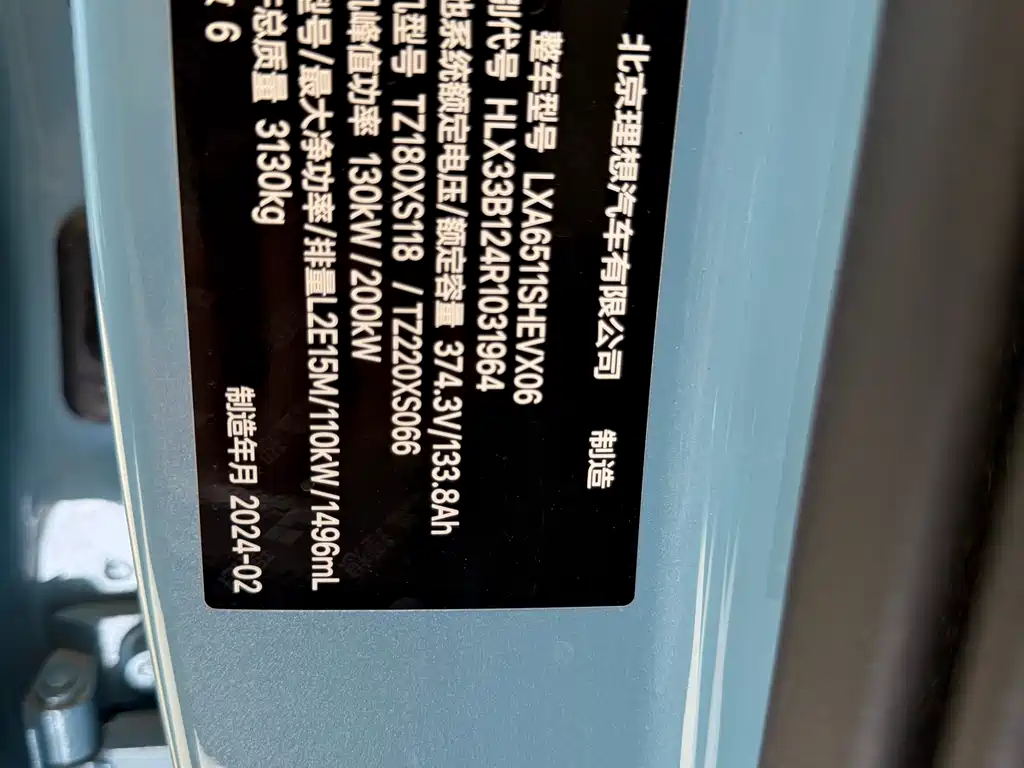 北京理想汽车有限公司 制造
整车型号 LXA6511SHEVX06
制代号 HLX33B124R1031964
池系统额定电压/额定容量 374.3V/133.8Ah
机型号 TZ180XS118 /TZ220XS066
机峰值功率 130kW/200kW
型号/最大净功率/排量L2E15M/110kW/1496mL
总质量 3130kg
6 制造年月 2024-02